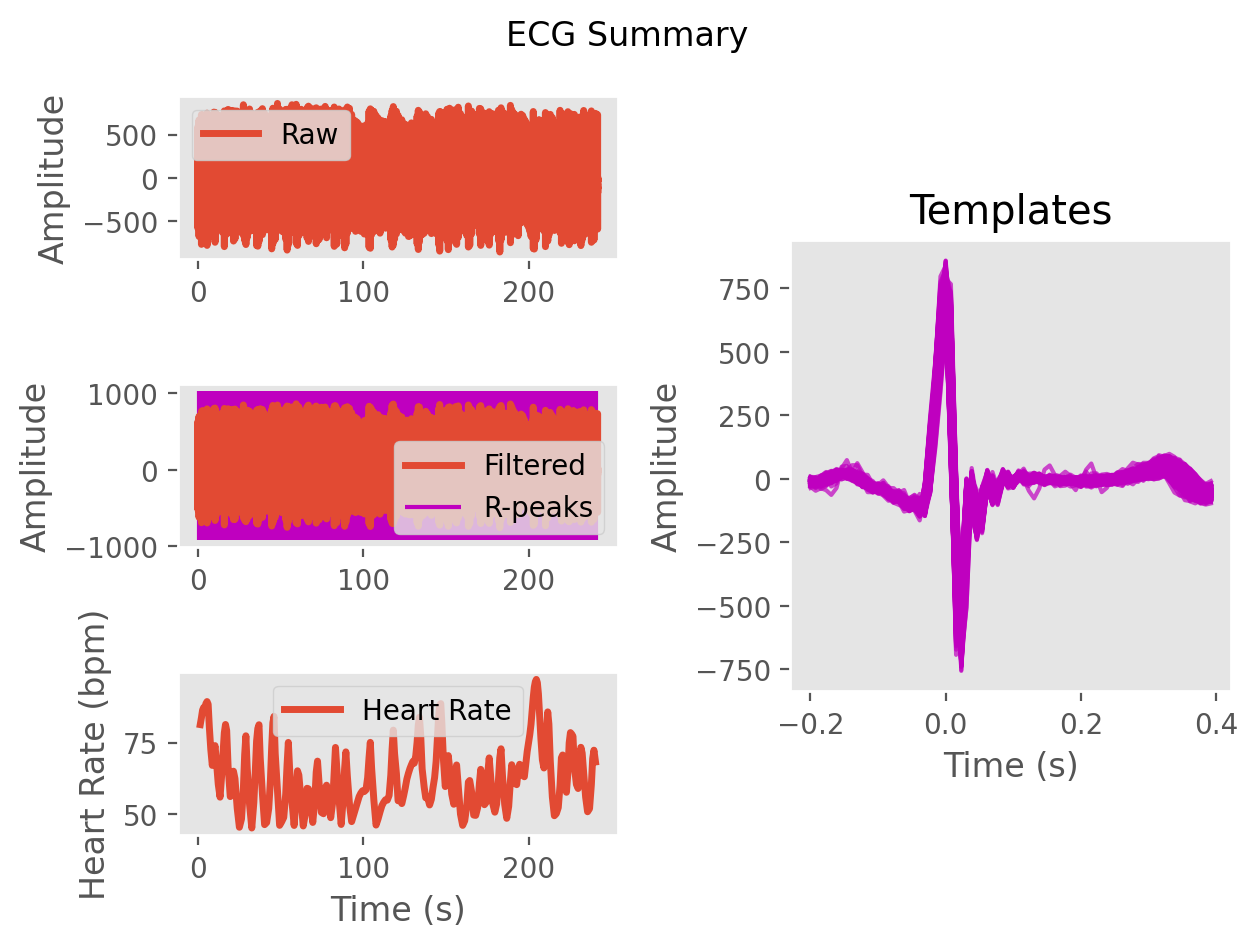 ECG Summary
Amplitude
500
0
−500
Raw
0 100 200
Amplitude
1000
0
−1000
Filtered
R-peaks
0 100 200
Heart Rate (bpm)
75
50
Heart Rate
0 100 200
Time (s)
Templates
Amplitude
750
500
250
0
−250
−500
−750
−0.2 0.0 0.2 0.4
Time (s)